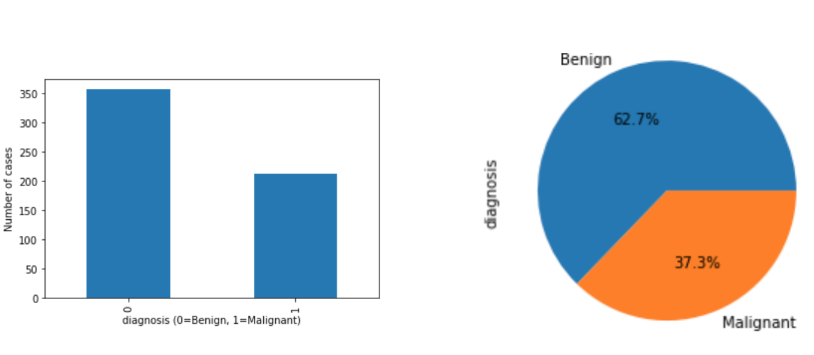 350
300
250
200
150
100
50
0
Number of cases
0
1
diagnosis (0=Benign, 1=Malignant)
Benign
62.7%
diagnosis
37.3%
Malignant